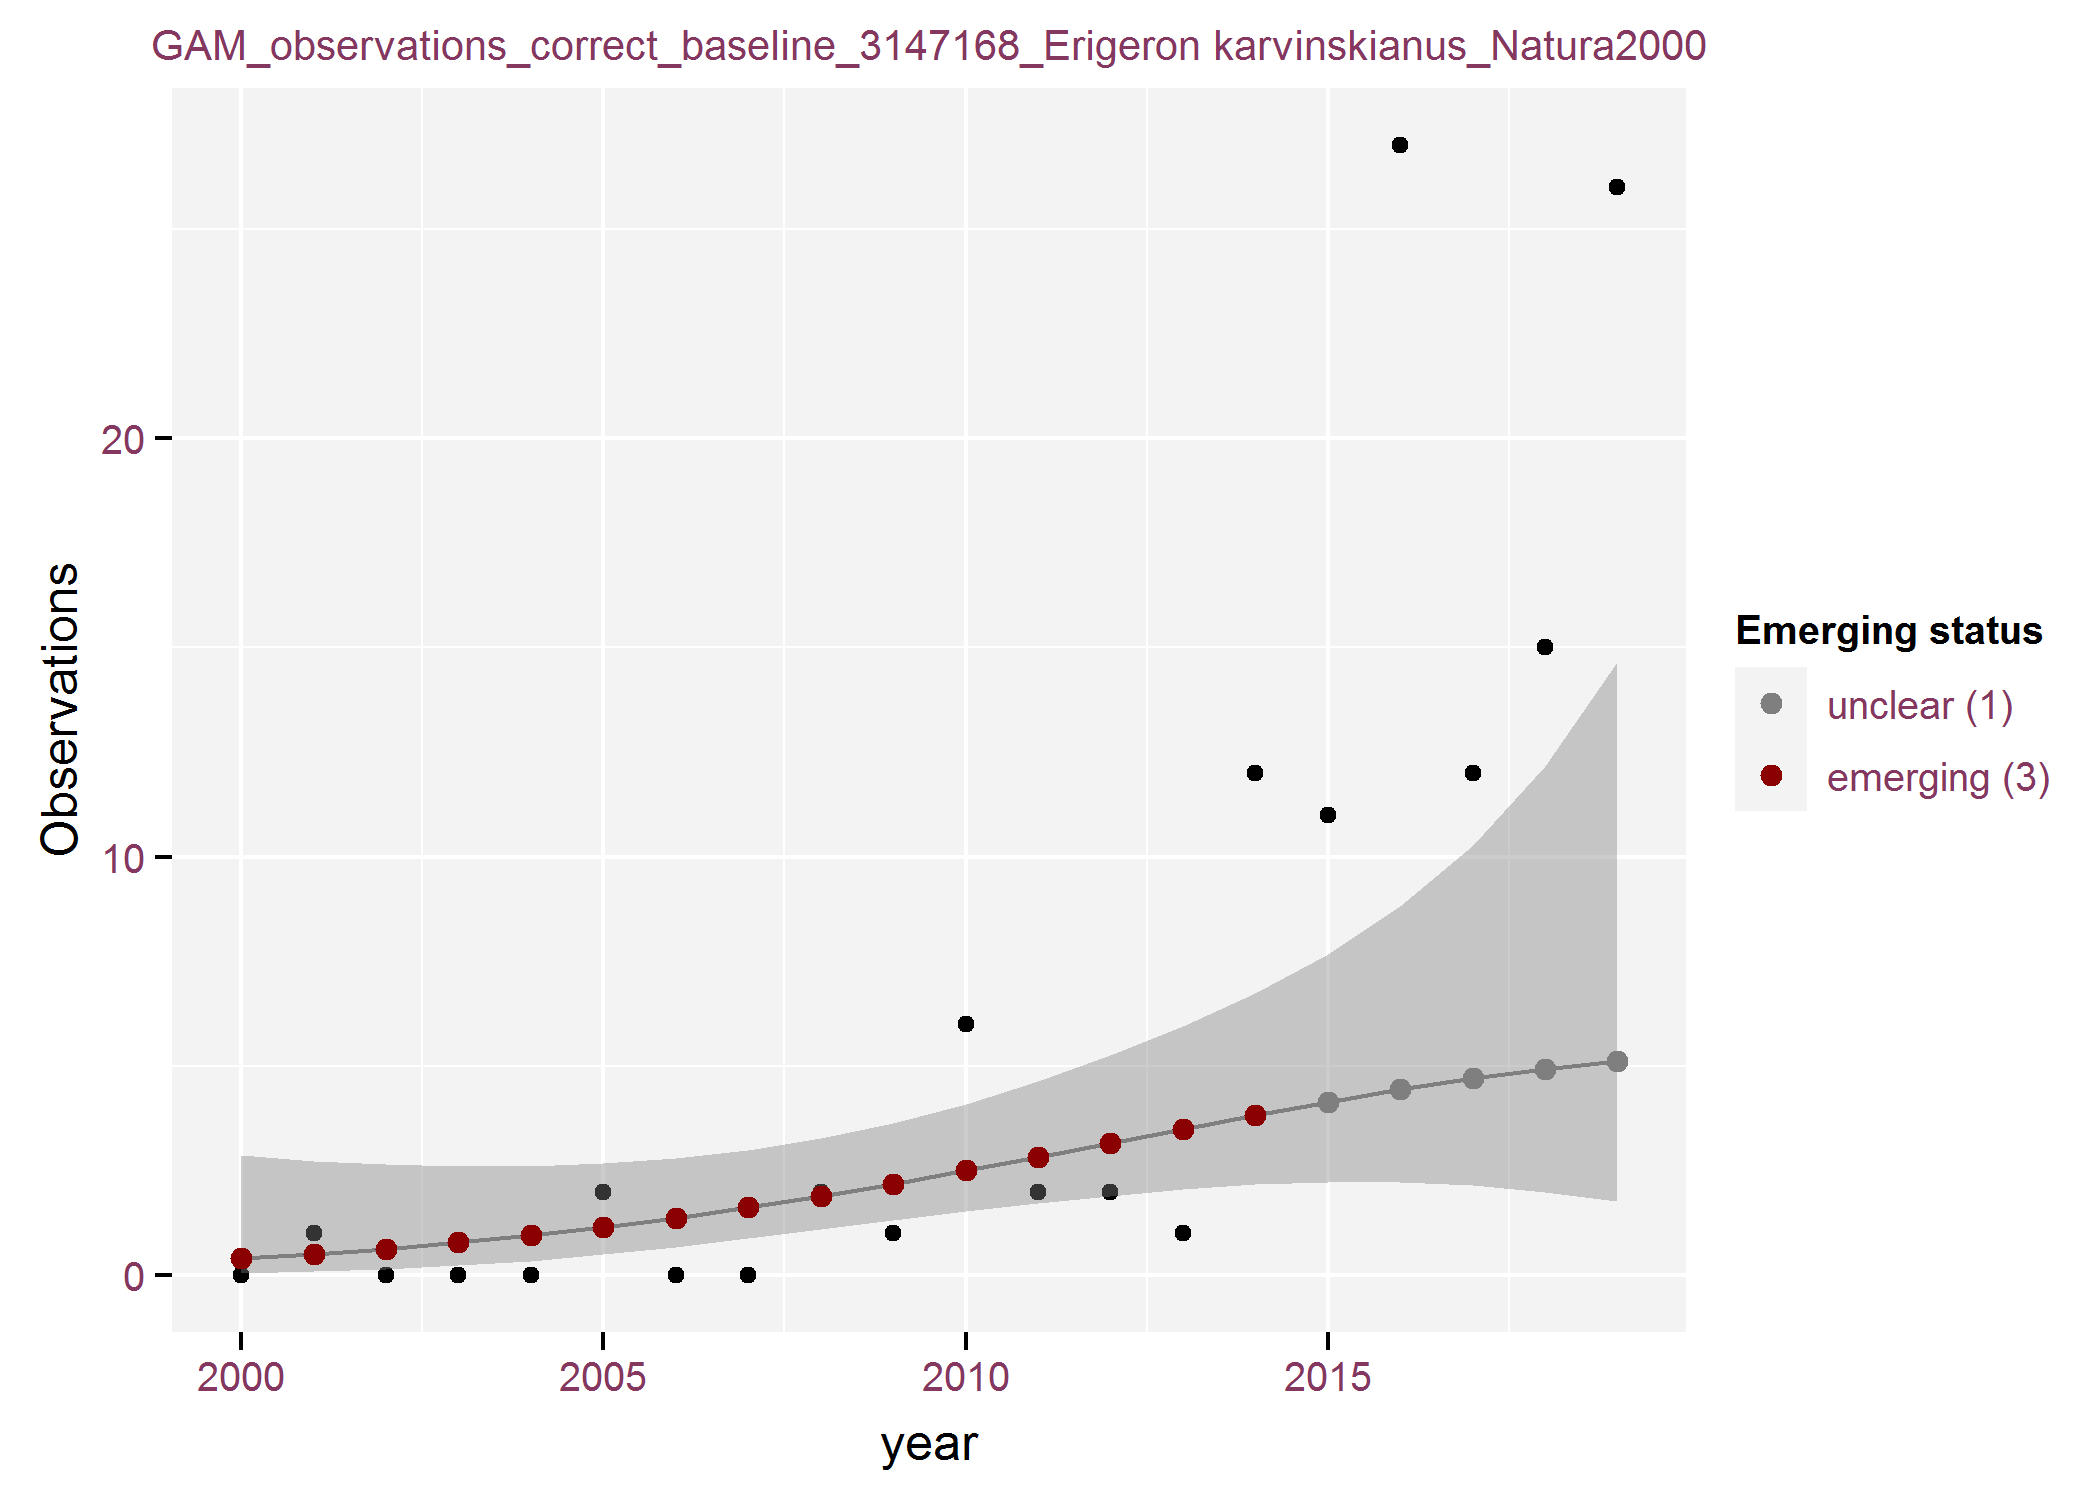 GAM_observations_correct_baseline_3147168_Erigeron karvinskianus_Natura2000
Observations
20
10
0
2000
2005
2010
2015
year
Emerging status
unclear (1)
emerging (3)